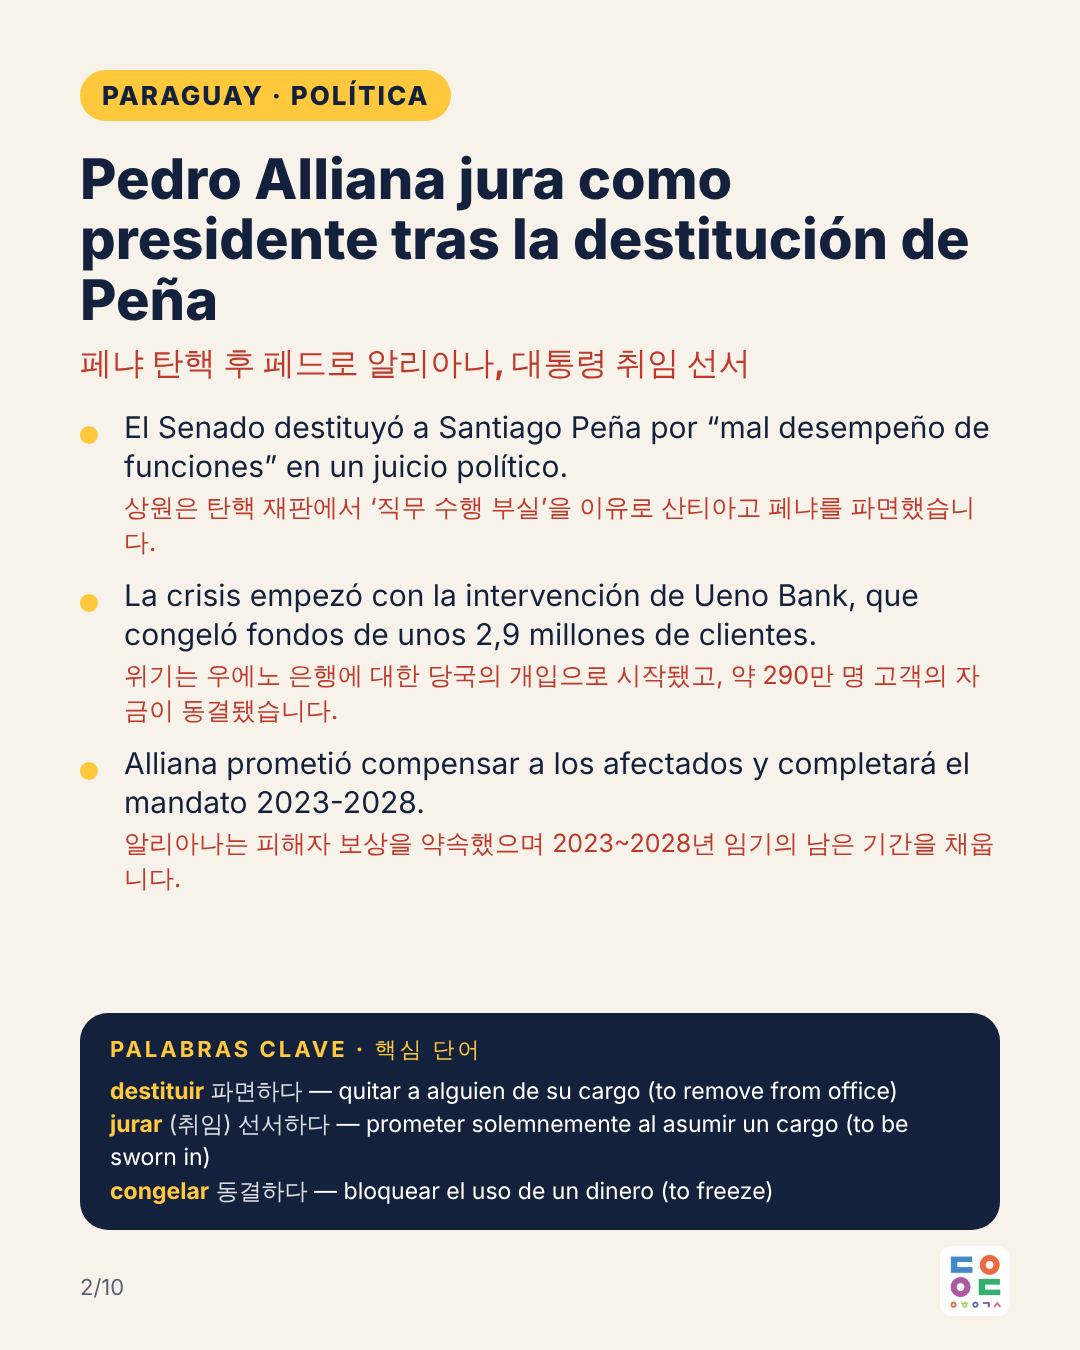 PARAGUAY · POLÍTICA
Pedro Alliana jura como
presidente tras la destitución de
Peña
페냐 탄핵 후 페드로 알리아나, 대통령 취임 선서
El Senado destituyó a Santiago Peña por “mal desempeño de
funciones” en un juicio político.
상원은 탄핵 재판에서 ‘직무 수행 부실’을 이유로 산티아고 페냐를 파면했습니
다.
La crisis empezó con la intervención de Ueno Bank, que
congeló fondos de unos 2,9 millones de clientes.
위기는 우에노 은행에 대한 당국의 개입으로 시작됐고, 약 290만 명 고객의 자
금이 동결됐습니다.
Alliana prometió compensar a los afectados y completará el
mandato 2023-2028.
알리아나는 피해자 보상을 약속했으며 2023~2028년 임기의 남은 기간을 채웁
니다.
PALABRAS CLAVE · 핵심 단어
destituir 파면하다 — quitar a alguien de su cargo (to remove from office)
jurar (취임) 선서하다 — prometer solemnemente al asumir un cargo (to be
sworn in)
congelar 동결하다 — bloquear el uso de un dinero (to freeze)
2/10